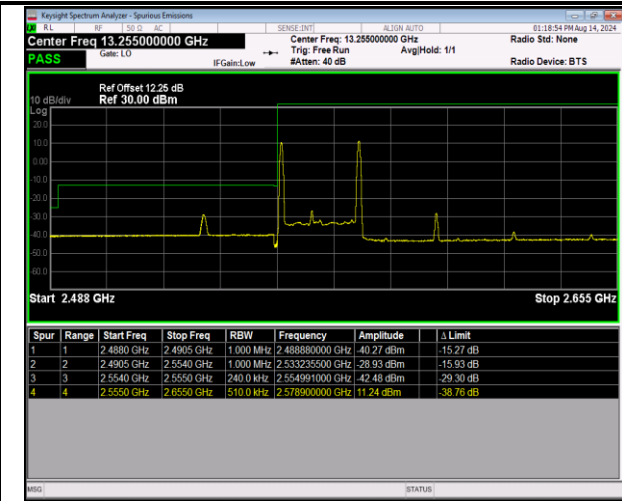 Keysight Spectrum Analyzer - Spurious Emissions
RL RF 50 Ω AC SENSE:INT ALIGN AUTO 01:18:54 PM Aug 14, 2024
Center Freq 13.255000000 GHz Center Freq: 13.255000000 GHz Radio Std: None
PASS Gate: LO IFGain:Low Trig: Free Run Avg|Hold: 1/1
#Atten: 40 dB Radio Device: BTS
Ref Offset 12.25 dB
10 dB/div Ref 30.00 dBm
Log
20.0
10.0
0.00
-10.0
-20.0
-30.0
-40.0
-50.0
-60.0
Start 2.488 GHz Stop 2.655 GHz
Spur Range Start Freq Stop Freq RBW Frequency Amplitude Δ Limit
1 1 2.4880 GHz 2.4905 GHz 1.000 MHz 2.488880000 GHz -40.27 dBm -15.27 dB
2 2 2.4905 GHz 2.5540 GHz 1.000 MHz 2.533235500 GHz -28.93 dBm -15.93 dB
3 3 2.5540 GHz 2.5550 GHz 240.0 kHz 2.554991000 GHz -42.48 dBm -29.30 dB
4 4 2.5550 GHz 2.6550 GHz 510.0 kHz 2.578900000 GHz 11.24 dBm -38.76 dB
MSG STATUS